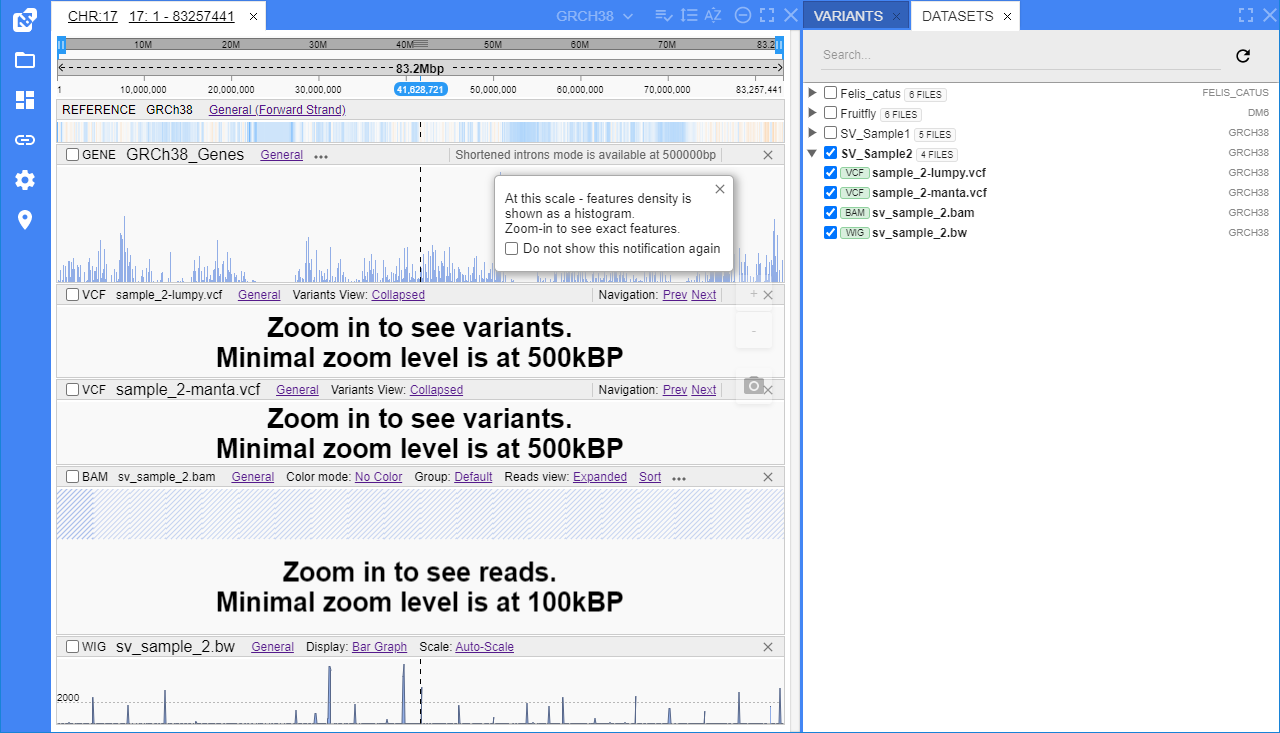 CHR:17 17: 1 - 83257441
GRCH38
VARIANTS DATASETS
Search...
10M 20M 30M 40M 50M 60M 70M 83.2
83.2Mbp
1 10,000,000 20,000,000 30,000,000 41,628,721 50,000,000 60,000,000 70,000,000 83,257,441
REFERENCE GRCh38 General (Forward Strand)
GENE GRCh38_Genes General ... Shortened introns mode is available at 500000bp
At this scale - features density is
shown as a histogram.
Zoom-in to see exact features.
Do not show this notification again
VCF sample_2-lumpy.vcf General Variants View: Collapsed Navigation: Prev Next
+
-
Zoom in to see variants.
Minimal zoom level is at 500kBP
VCF sample_2-manta.vcf General Variants View: Collapsed Navigation: Prev Next
Zoom in to see variants.
Minimal zoom level is at 500kBP
BAM sv_sample_2.bam General Color mode: No Color Group: Default Reads view: Expanded Sort ...
Zoom in to see reads.
Minimal zoom level is at 100kBP
WIG sv_sample_2.bw General Display: Bar Graph Scale: Auto-Scale
2000
Felis_catus 6 FILES FELIS_CATUS
Fruitfly 6 FILES DM6
SV_Sample1 5 FILES GRCH38
SV_Sample2 4 FILES GRCH38
VCF sample_2-lumpy.vcf GRCH38
VCF sample_2-manta.vcf GRCH38
BAM sv_sample_2.bam GRCH38
WIG sv_sample_2.bw GRCH38